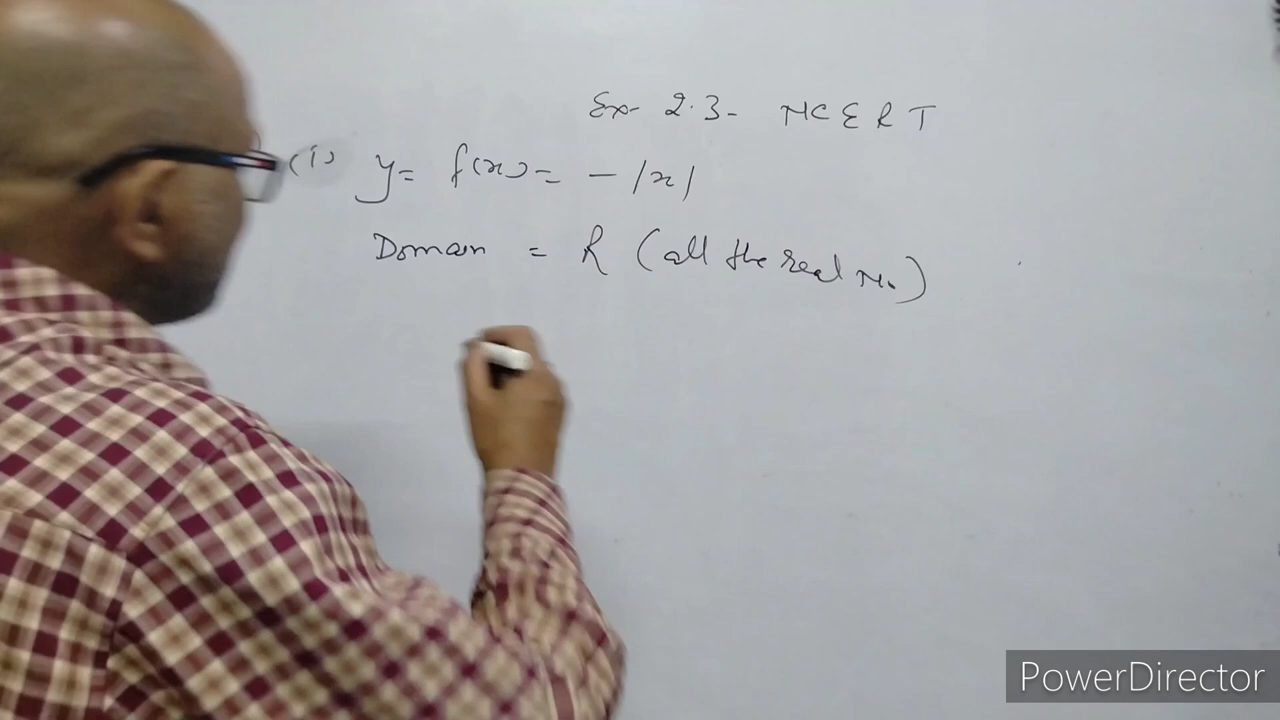 Ex- 2.3- NCERT
(i) y= f(x) = - |x|
Domain = R (all the real No.)
PowerDirector